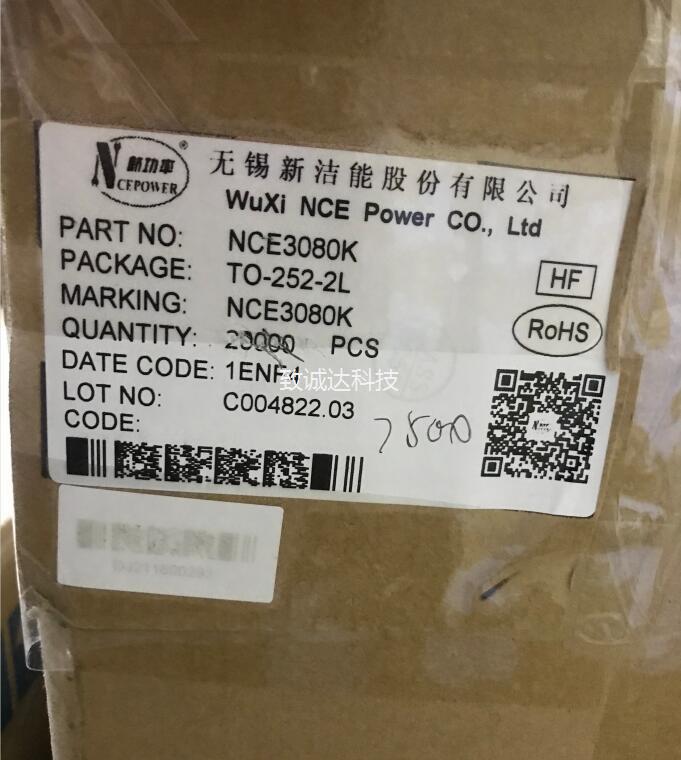 新功率
NCEPOWER
®
无锡新洁能股份有限公司
WuXi NCE Power CO., Ltd
PART NO: NCE3080K
PACKAGE: TO-252-2L
HF
MARKING: NCE3080K
RoHS
QUANTITY: 20000 PCS
DATE CODE: 1ENF4
致诚达科技
LOT NO: C004822.03
7500
CODE: